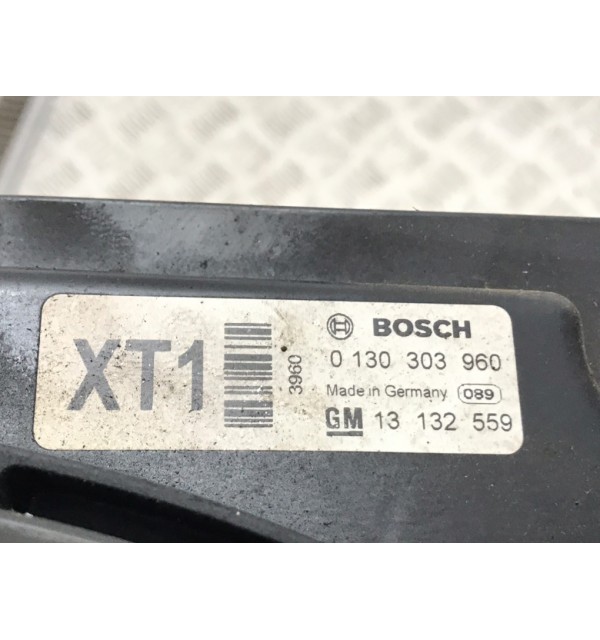 XT1
3960
BOSCH
0 130 303 960
Made in Germany 089
GM 13 132 559